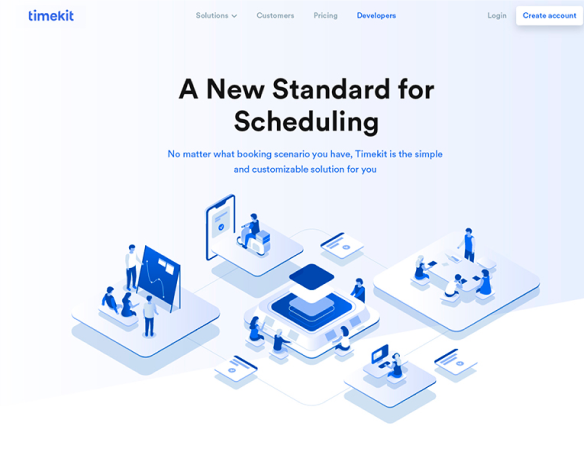 timekit
Solutions
Customers
Pricing
Developers
Login
Create account
A New Standard for
Scheduling
No matter what booking scenario you have, Timekit is the simple
and customizable solution for you